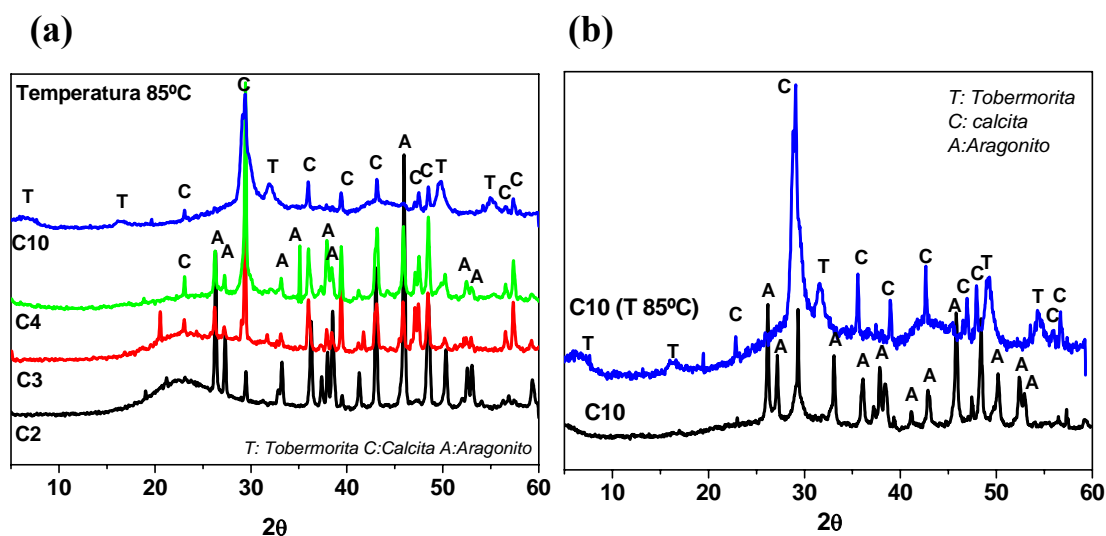 (a)
(b)
Temperatura 85ºC
C
C
A
C
C
C
C
T
T
T
C
T
C
C
T
C10
A
A
A
A
A
A
A
A
C
C4
C3
C2
T: Tobermorita C:Calcita A:Aragonito
10
20
30
40
50
60
2θ
T: Tobermorita
C: calcita
A:Aragonito
C
C
C
C
T
C
C
T
T
C
C
T
T
C10 (T 85ºC)
A
A
A
A
A
A
A
A
A
A
A
A
C10
10
20
30
40
50
60
2θ